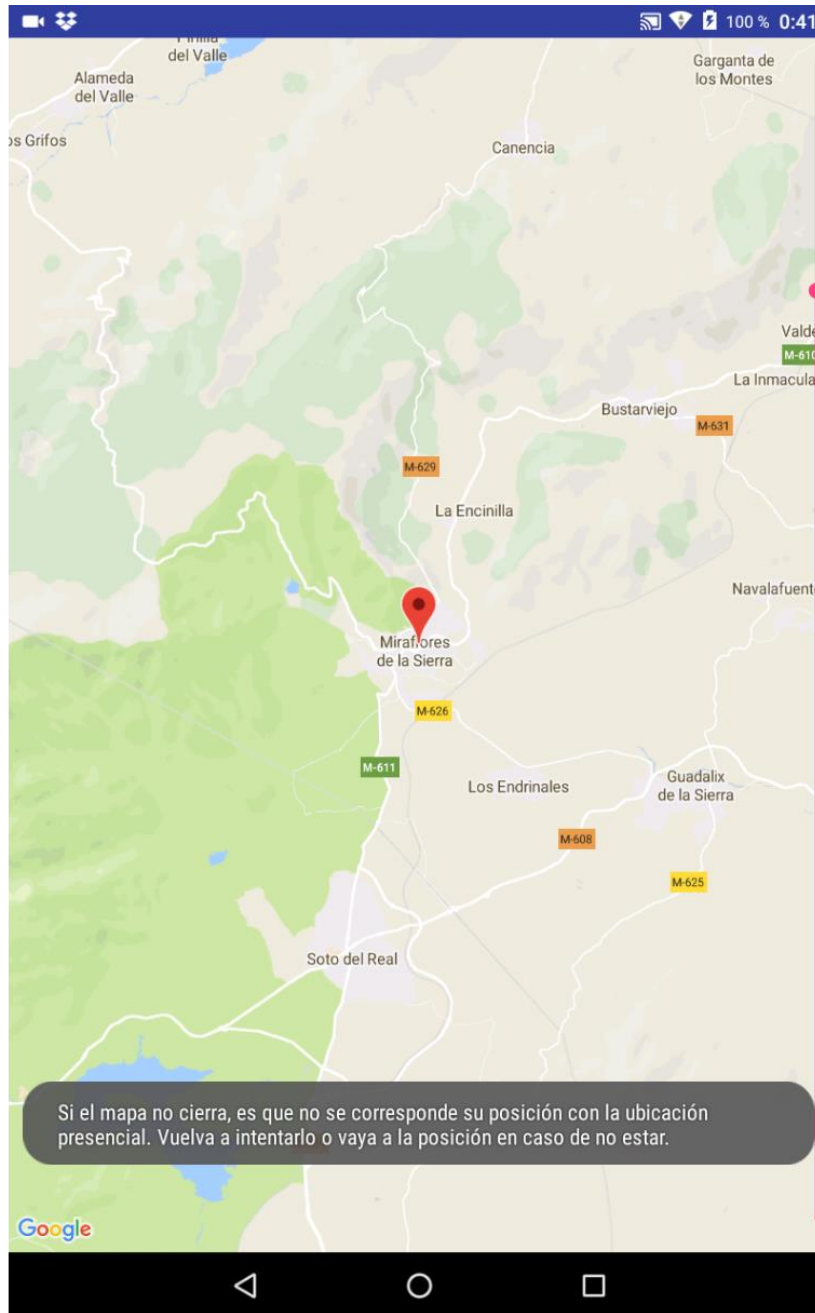 100 % 0:41
del Valle
Alameda
del Valle
Garganta de
los Montes
os Grifos
Canencia
Valde
M-610
La Inmacula
Bustarviejo
M-631
M-629
La Encinilla
Navalafuent
Miraflores
de la Sierra
M-626
M-611
Los Endrinales
Guadalix
de la Sierra
M-608
M-625
Soto del Real
Si el mapa no cierra, es que no se corresponde su posición con la ubicación
presencial. Vuelva a intentarlo o vaya a la posición en caso de no estar.
Google